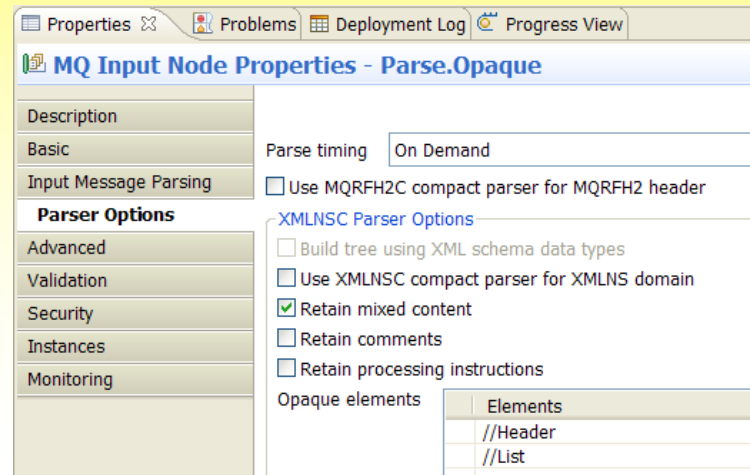 Properties Problems Deployment Log Progress View
MQ Input Node Properties - Parse.Opaque
Description
Basic
Input Message Parsing
Parser Options
Advanced
Validation
Security
Instances
Monitoring
Parse timing On Demand
Use MQRFH2C compact parser for MQRFH2 header
XMLNSC Parser Options
Build tree using XML schema data types
Use XMLNSC compact parser for XMLNS domain
Retain mixed content
Retain comments
Retain processing instructions
Opaque elements Elements
//Header
//List